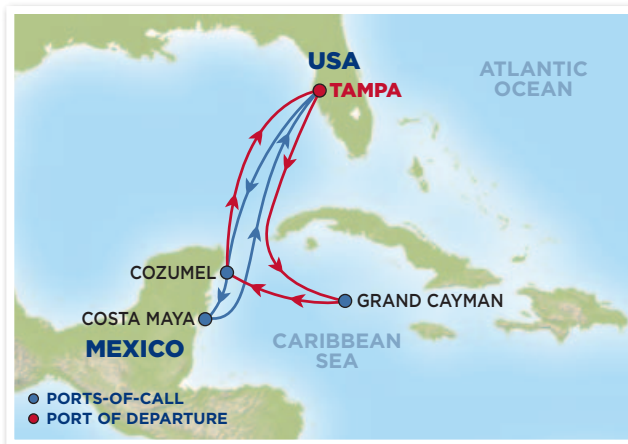 USA
TAMPA
ATLANTIC
OCEAN
COZUMEL
GRAND CAYMAN
COSTA MAYA
MEXICO
CARIBBEAN
SEA
PORTS-OF-CALL
PORT OF DEPARTURE